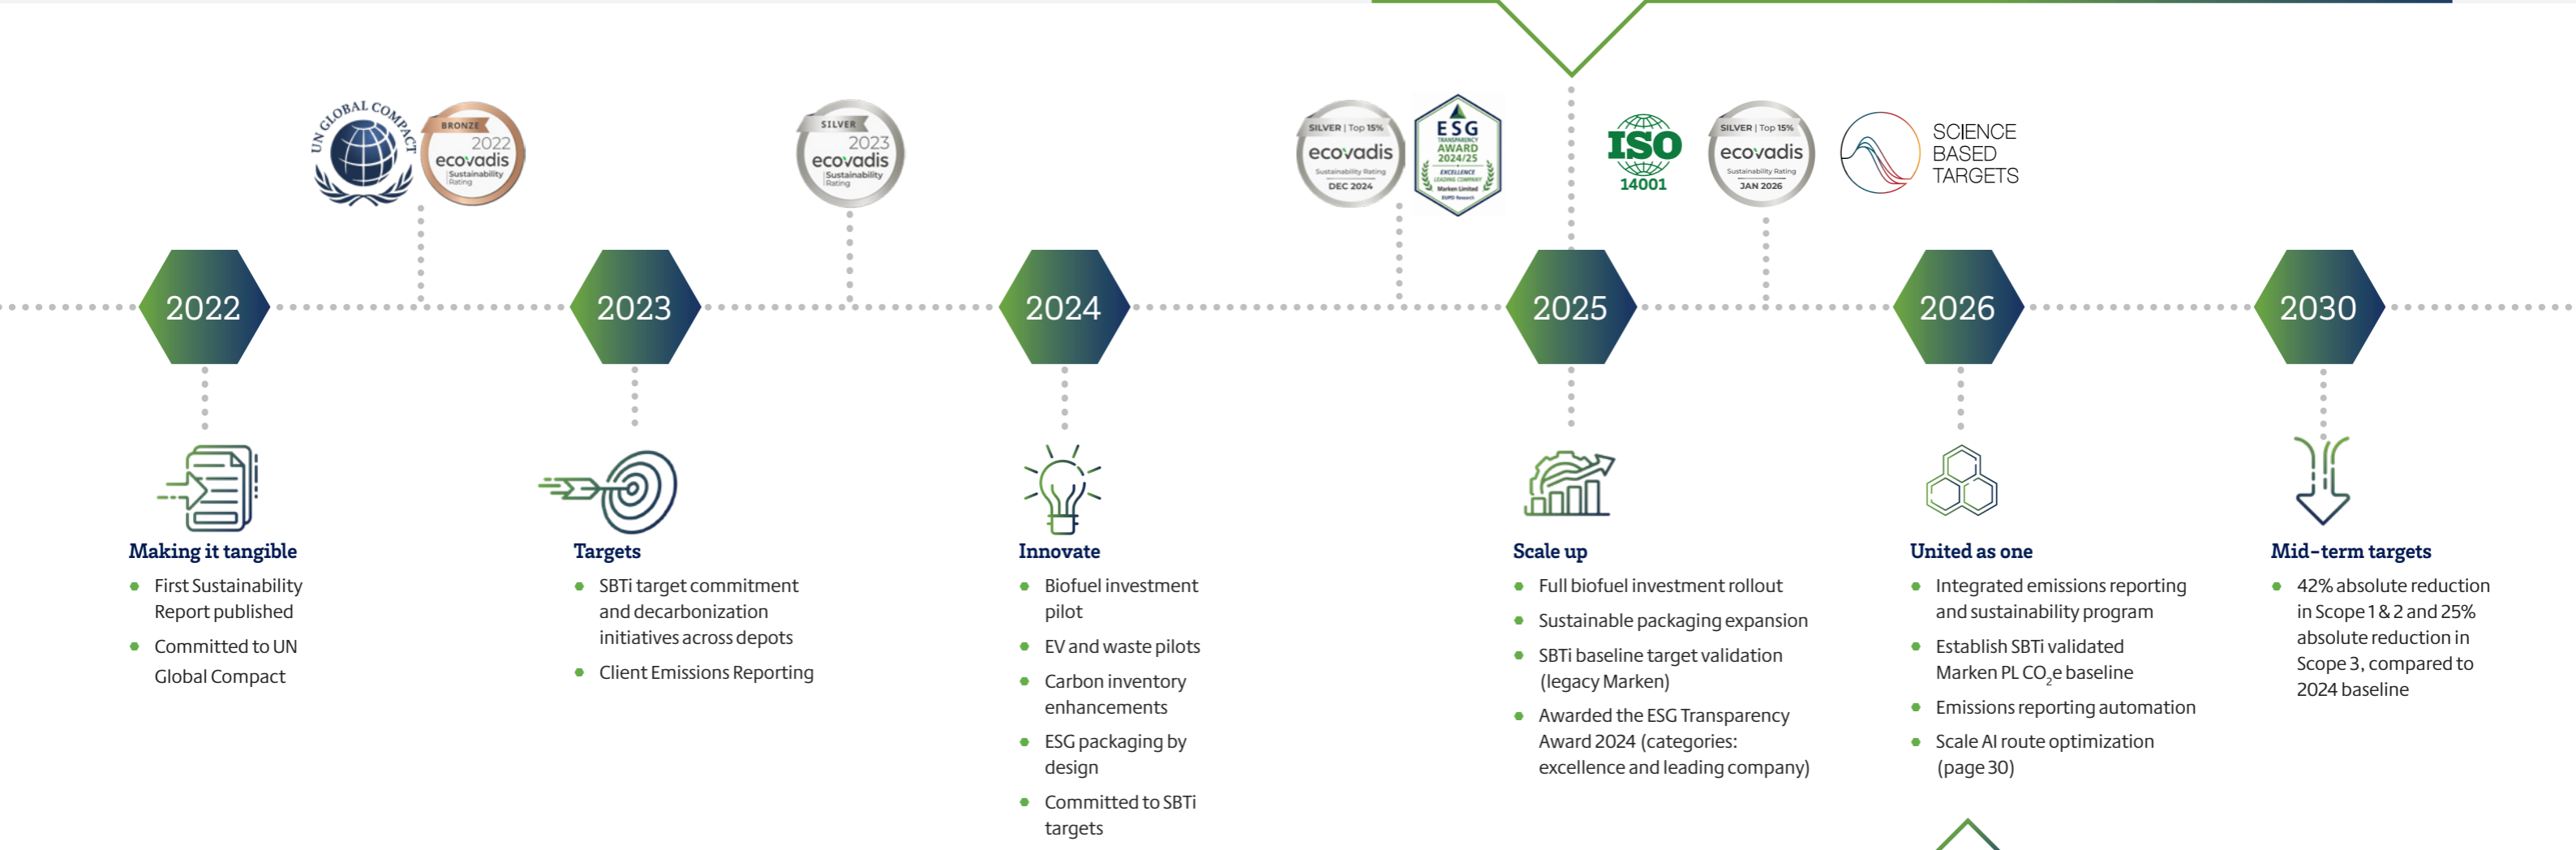 UN GLOBAL COMPACT
BRONZE
2022
ecovadis
Sustainability
Rating
SILVER
2023
ecovadis
Sustainability
Rating
SILVER | Top 15%
ecovadis
Sustainability Rating
DEC 2024
ESG
TRANSPARENCY
AWARD
2024/25
EXCELLENCE
LEADING COMPANY
Marken Limited
EUPD Research
ISO
14001
SILVER | Top 15%
ecovadis
Sustainability Rating
JAN 2026
SCIENCE
BASED
TARGETS
2022
2023
2024
2025
2026
2030
Making it tangible
First Sustainability
Report published
Committed to UN
Global Compact
Targets
SBTi target commitment
and decarbonization
initiatives across depots
Client Emissions Reporting
Innovate
Biofuel investment
pilot
EV and waste pilots
Carbon inventory
enhancements
ESG packaging by
design
Committed to SBTi
targets
Scale up
Full biofuel investment rollout
Sustainable packaging expansion
SBTi baseline target validation
(legacy Marken)
Awarded the ESG Transparency
Award 2024 (categories:
excellence and leading company)
United as one
Integrated emissions reporting
and sustainability program
Establish SBTi validated
Marken PL CO₂e baseline
Emissions reporting automation
Scale AI route optimization
(page 30)
Mid-term targets
42% absolute reduction
in Scope 1 & 2 and 25%
absolute reduction in
Scope 3, compared to
2024 baseline